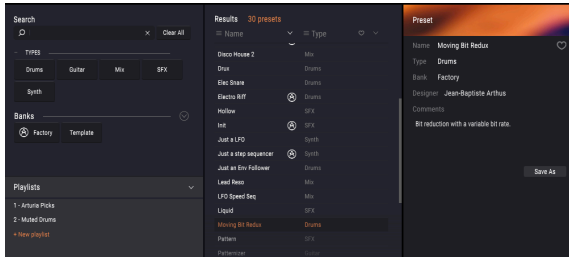 Search
Clear All
TYPES
Drums
Guitar
Mix
SFX
Synth
Banks
Factory
Template
Playlists
1 - Arturia Picks
2 - Muted Drums
+ New playlist
Results 30 presets
Name
Type
Disco House 2 Mix
Drux Drums
Elec Snare Drums
Electro Riff Drums
Hollow SFX
Init SFX
Just a LFO Synth
Just a step sequencer Synth
Just an Env Follower Drums
Lead Reso Mix
LFO Speed Seq Mix
Liquid SFX
Moving Bit Redux Drums
Pattern SFX
Patternizer Guitar
Preset
Name Moving Bit Redux
Type Drums
Bank Factory
Designer Jean-Baptiste Arthus
Comments
Bit reduction with a variable bit rate.
Save As